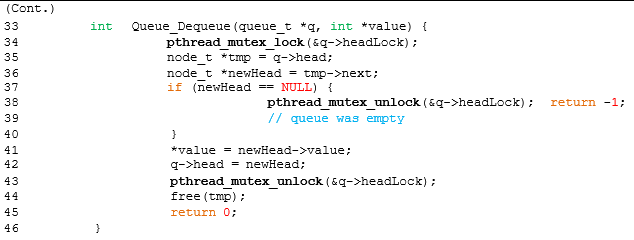 (Cont.)
33 int Queue_Dequeue(queue_t *q, int *value) {
34 pthread_mutex_lock(&q->headLock);
35 node_t *tmp = q->head;
36 node_t *newHead = tmp->next;
37 if (newHead == NULL) {
38 pthread_mutex_unlock(&q->headLock); return -1;
39 // queue was empty
40 }
41 *value = newHead->value;
42 q->head = newHead;
43 pthread_mutex_unlock(&q->headLock);
44 free(tmp);
45 return 0;
46 }